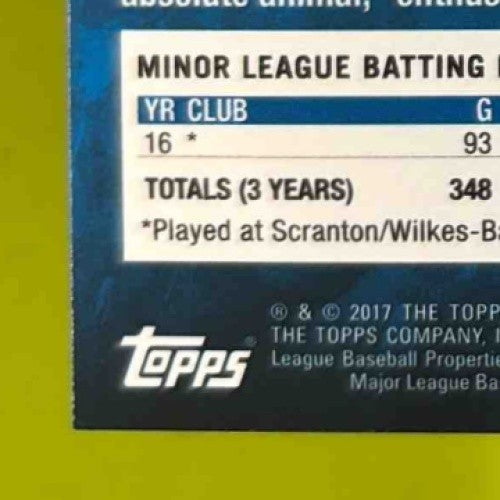 MINOR LEAGUE BATTING
YR CLUB G
16 * 93
TOTALS (3 YEARS) 348
*Played at Scranton/Wilkes-Ba
® & © 2017 THE TOPP
THE TOPPS COMPANY, I
League Baseball Propertie
Major League Ba
topps®